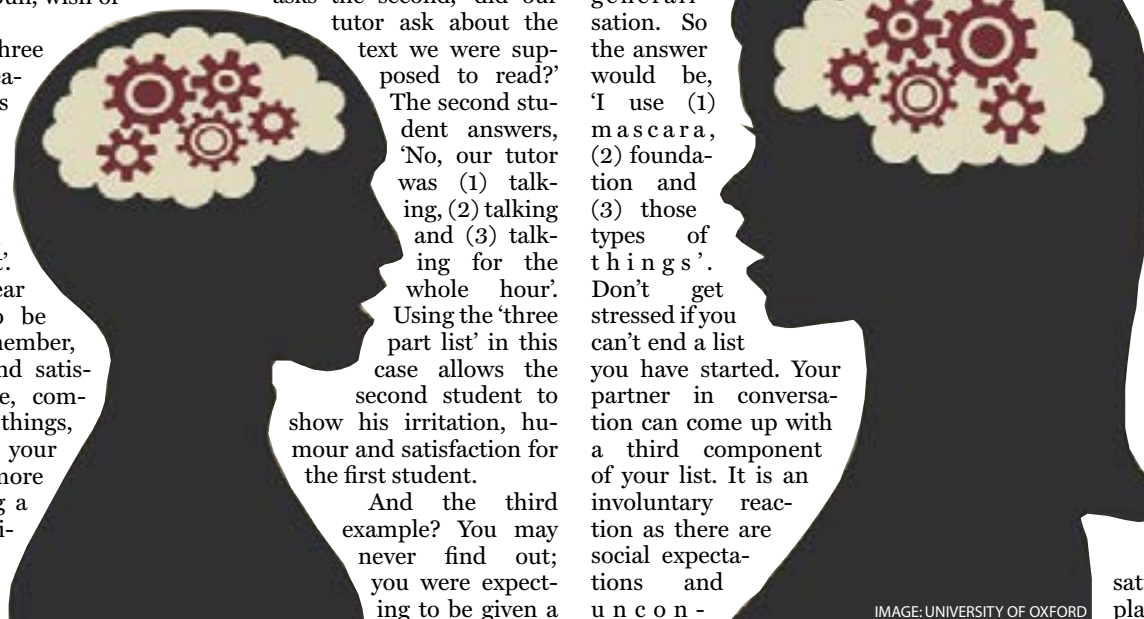 hree
ea-
s
ear
o be
member,
nd satis-
e, com-
things,
your
more
g a
i-
asks the second, did our
tutor ask about the
text we were sup-
posed to read?’
The second stu-
dent answers,
‘No, our tutor
was (1) talk-
ing, (2) talking
and (3) talk-
ing for the
whole hour’.
Using the ‘three
part list’ in this
case allows the
second student to
show his irritation, hu-
mour and satisfaction for
the first student.
And the third
example? You may
never find out;
you were expect-
ing to be given a
sation. So
the answer
would be,
‘I use (1)
mascara,
(2) founda-
tion and
(3) those
types of
things’.
Don’t get
stressed if you
can’t end a list
you have started. Your
partner in conversa-
tion can come up with
a third component
of your list. It is an
involuntary reac-
tion as there are
social expecta-
tions and
uncon-
IMAGE: UNIVERSITY OF OXFORD
sat
pla